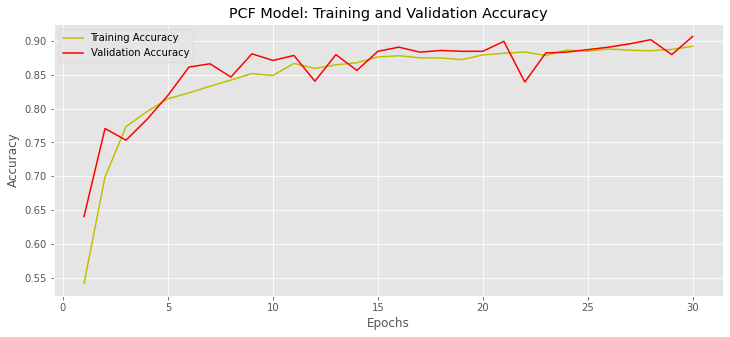 PCF Model: Training and Validation Accuracy
Training Accuracy
Validation Accuracy
0.90
0.85
0.80
0.75
0.70
0.65
0.60
0.55
Accuracy
0 5 10 15 20 25 30
Epochs